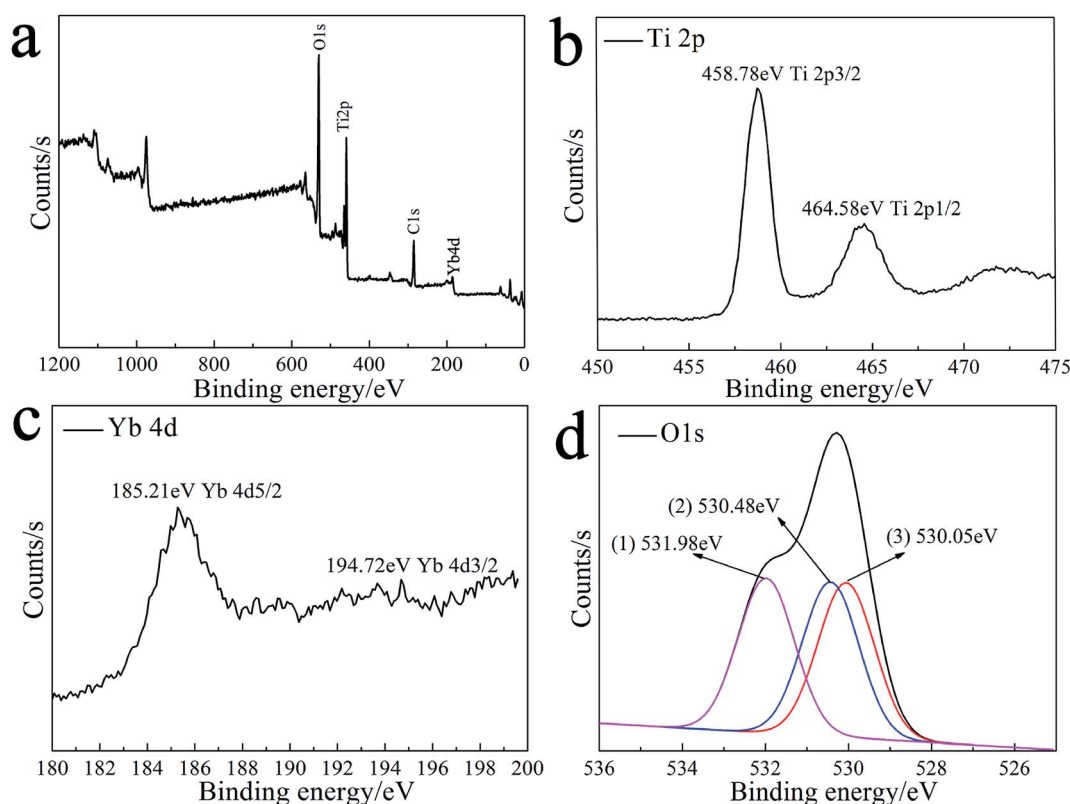 a
O1s
Ti2p
C1s
Yb4d
Counts/s
1200 1000 800 600 400 200 0
Binding energy/eV
b
Ti 2p
458.78eV Ti 2p3/2
464.58eV Ti 2p1/2
Counts/s
450 455 460 465 470 475
Binding energy/eV
c
Yb 4d
185.21eV Yb 4d5/2
194.72eV Yb 4d3/2
Counts/s
180 182 184 186 188 190 192 194 196 198 200
Binding energy/eV
d
O1s
(2) 530.48eV
(1) 531.98eV
(3) 530.05eV
Counts/s
536 534 532 530 528 526
Binding energy/eV